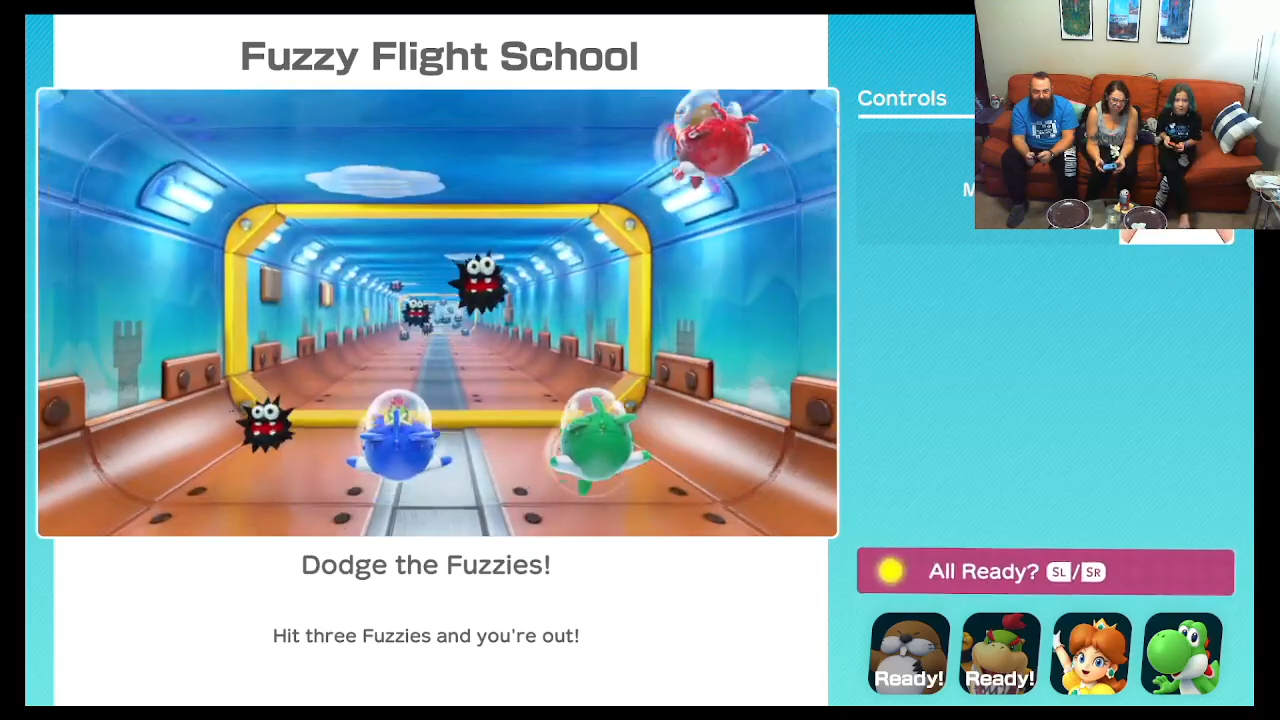 Fuzzy Flight School
Controls
M
Dodge the Fuzzies!
All Ready? SL/SR
Hit three Fuzzies and you're out!
Ready!
Ready!